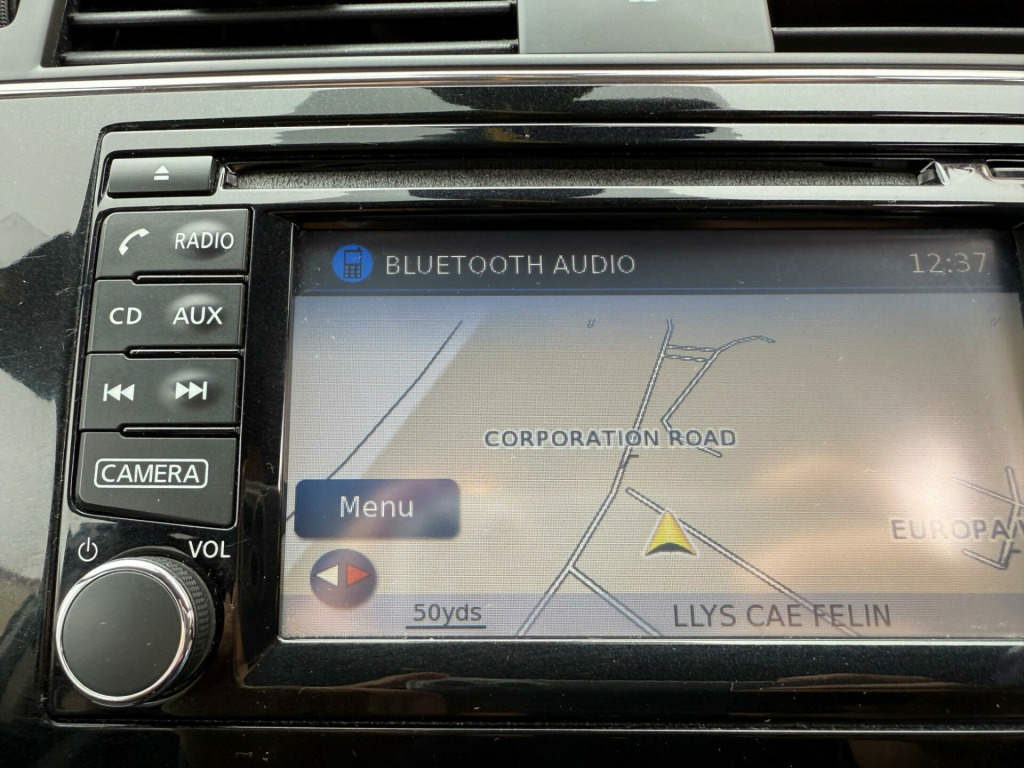 RADIO
CD AUX
CAMERA
VOL
BLUETOOTH AUDIO 12:37
CORPORATION ROAD
Menu
EUROPA
50yds
LLYS CAE FELIN